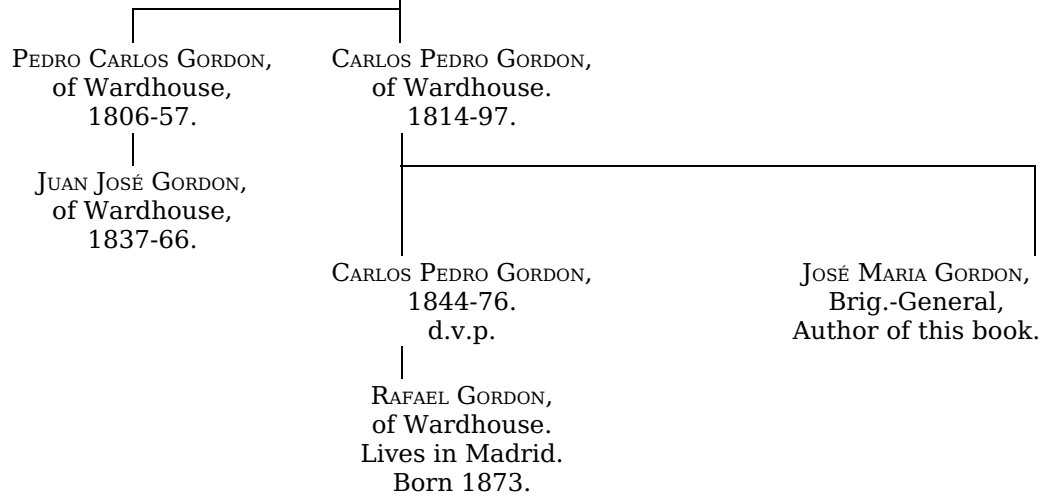 Pedro Carlos Gordon,
of Wardhouse,
1806-57.
Carlos Pedro Gordon,
of Wardhouse.
1814-97.
Juan José Gordon,
of Wardhouse,
1837-66.
Carlos Pedro Gordon,
1844-76.
d.v.p.
José Maria Gordon,
Brig.-General,
Author of this book.
Rafael Gordon,
of Wardhouse.
Lives in Madrid.
Born 1873.